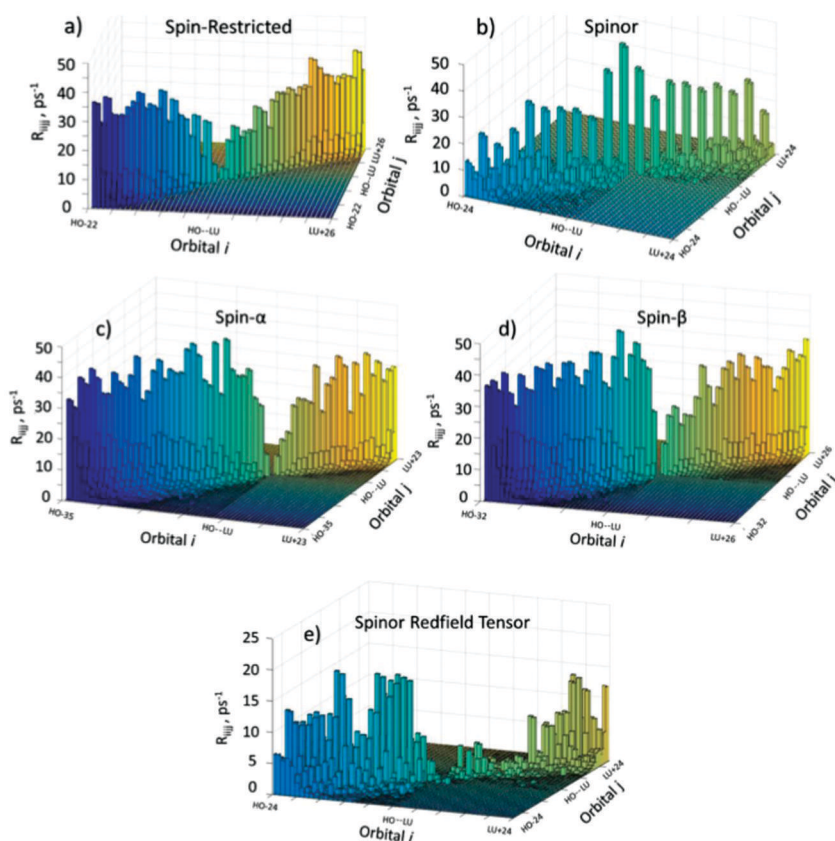 a) Spin-Restricted
50
40
30
20
10
0
R_iijj, ps⁻¹
HO-22
HO--LU
LU+26
Orbital i
HO-22
HO--LU
LU+26
Orbital j
b) Spinor
50
40
30
20
10
0
R_iijj, ps⁻¹
HO-24
HO--LU
LU+24
Orbital i
HO-24
HO--LU
LU+24
Orbital j
c) Spin-α
50
40
30
20
10
0
R_iijj, ps⁻¹
HO-35
HO--LU
LU+23
Orbital i
HO-35
HO--LU
LU+23
Orbital j
d) Spin-β
50
40
30
20
10
0
R_iijj, ps⁻¹
HO-32
HO--LU
LU+26
Orbital i
HO-32
HO--LU
LU+26
Orbital j
e) Spinor Redfield Tensor
25
20
15
10
5
0
R_iijj, ps⁻¹
HO-24
HO--LU
LU+24
Orbital i
HO-24
HO--LU
LU+24
Orbital j